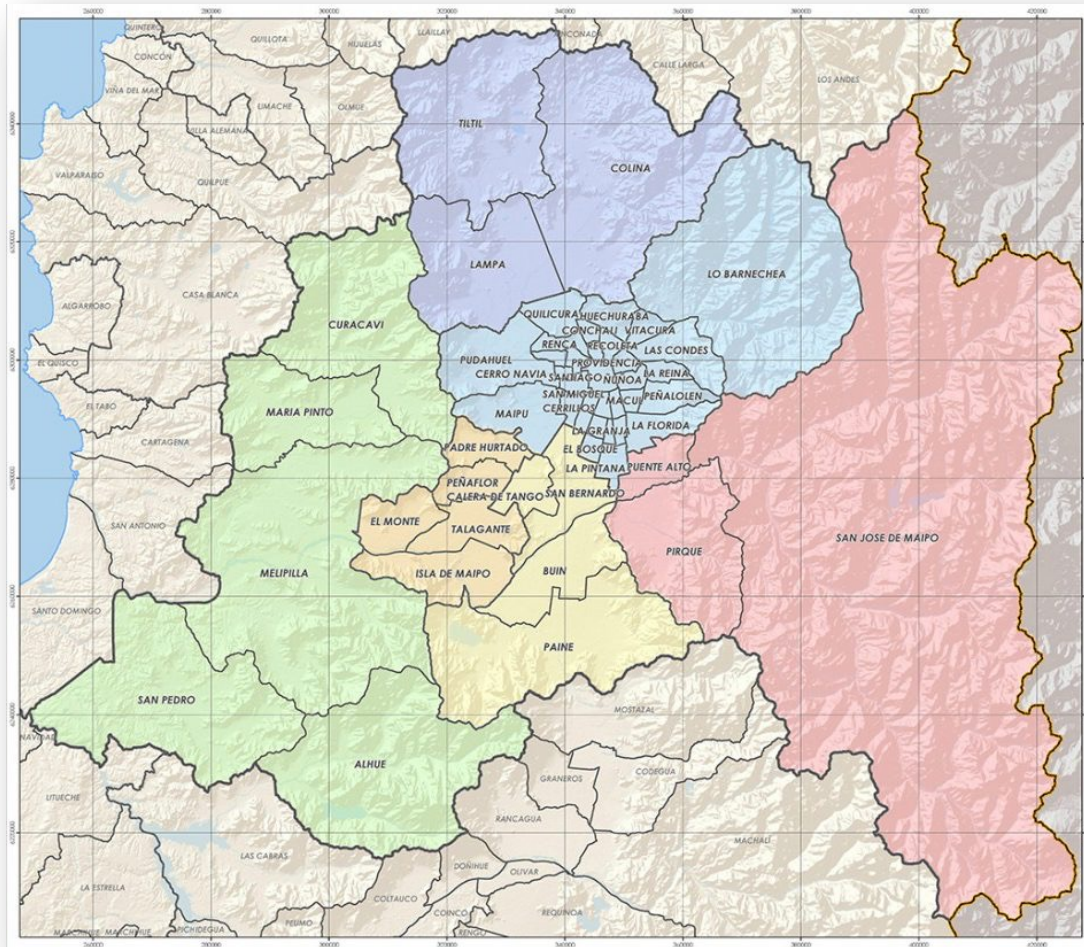 QUINTERO
QUILLOTA
HIJUELAS
LLAILLAY
RINCONADA
CONCON
CALLE LARGA
LOS ANDES
VIÑA DEL MAR
LIMACHE
OLMUE
TILTIL
VILLA ALEMANA
COLINA
VALPARAISO
QUILPUE
LAMPA
LO BARNECHEA
CASA BLANCA
ALGARROBO
CURACAVI
QUILICURA
HUECHURABA
CONCHALI
VITACURA
RENCA
RECOLETA
LAS CONDES
EL QUISCO
PUDAHUEL
PROVIDENCIA
CERRO NAVIA
SANTIAGO
ÑUÑOA
LA REINA
SAN MIGUEL
MACUL
PEÑALOLEN
EL TABO
MARIA PINTO
MAIPU
CERRILLOS
LA GRANJA
LA FLORIDA
CARTAGENA
PADRE HURTADO
EL BOSQUE
LA PINTANA
PUENTE ALTO
PEÑAFLOR
CALERA DE TANGO
SAN BERNARDO
SAN ANTONIO
EL MONTE
TALAGANTE
SAN JOSE DE MAIPO
PIRQUE
MELIPILLA
ISLA DE MAIPO
BUIN
SANTO DOMINGO
PAINE
SAN PEDRO
MOSTAZAL
NAVIDAD
ALHUE
GRANEROS
CODEGUA
LITUECHE
RANCAGUA
MACHALI
LAS CABRAS
DOÑIHUE
OLIVAR
LA ESTRELLA
COLTAUCO
COINCO
REQUINOA
PEUMO
PICHIDEGUA
MARCHIHUE
MARCHIHUE
RENGO